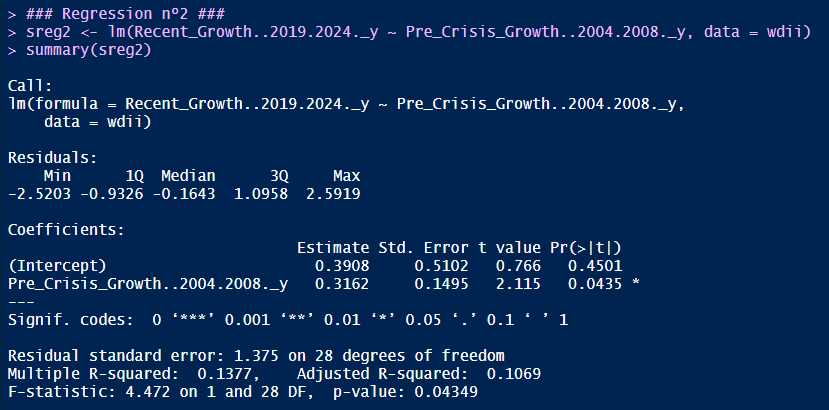 > ### Regression nº2 ###
> sreg2 <- lm(Recent_Growth..2019.2024._y ~ Pre_Crisis_Growth..2004.2008._y, data = wdii)
> summary(sreg2)

Call:
lm(formula = Recent_Growth..2019.2024._y ~ Pre_Crisis_Growth..2004.2008._y, 
    data = wdii)

Residuals:
    Min      1Q  Median      3Q     Max 
-2.5203 -0.9326 -0.1643  1.0958  2.5919 

Coefficients:
                                Estimate Std. Error t value Pr(>|t|)  
(Intercept)                       0.3908     0.5102   0.766   0.4501  
Pre_Crisis_Growth..2004.2008._y   0.3162     0.1495   2.115   0.0435 *
---
Signif. codes:  0 ‘***’ 0.001 ‘**’ 0.01 ‘*’ 0.05 ‘.’ 0.1 ‘ ’ 1

Residual standard error: 1.375 on 28 degrees of freedom
Multiple R-squared:  0.1377,	Adjusted R-squared:  0.1069 
F-statistic: 4.472 on 1 and 28 DF,  p-value: 0.04349